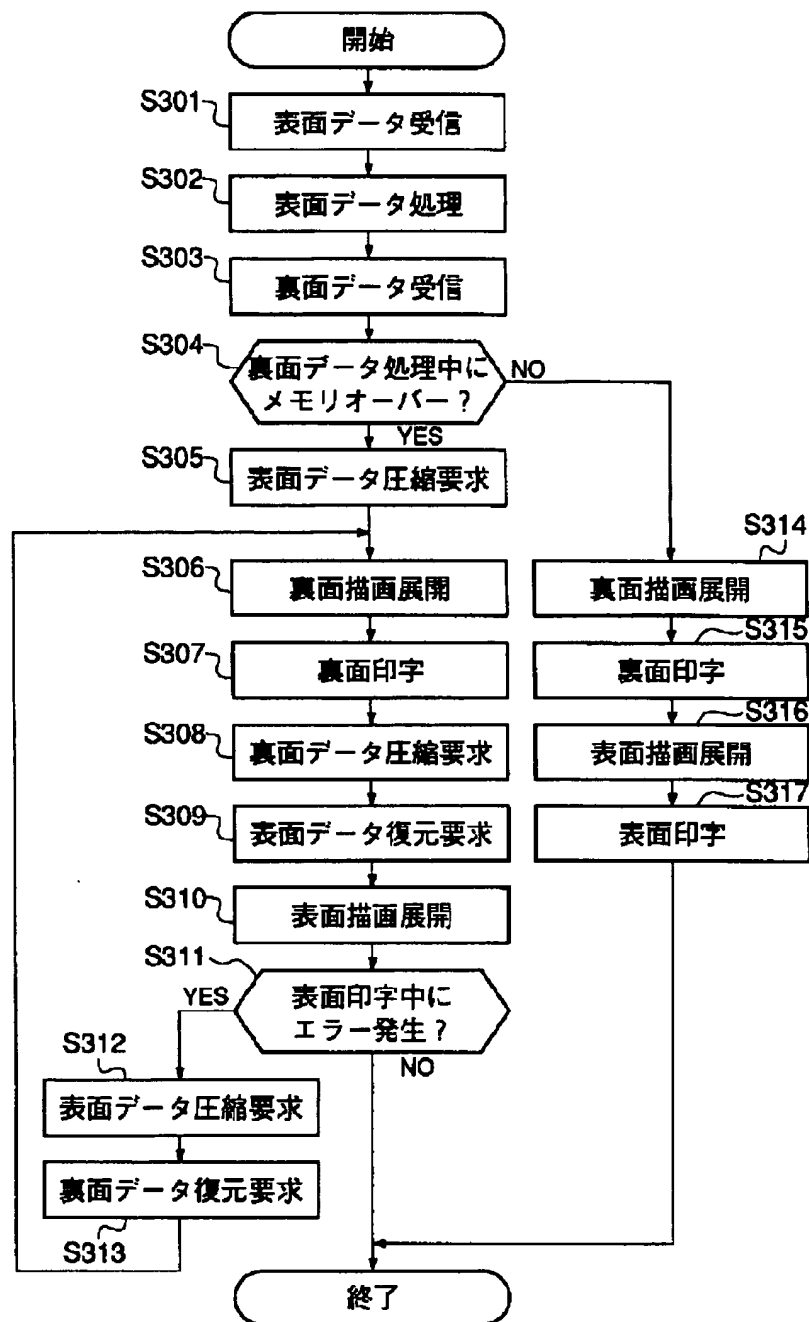 開始
S301
表面データ受信
S302
表面データ処理
S303
裏面データ受信
S304
裏面データ処理中に
メモリオーバー？
NO
YES
S305
表面データ圧縮要求
S306
裏面描画展開
S314
裏面描画展開
S307
裏面印字
S315
裏面印字
S308
裏面データ圧縮要求
S316
表面描画展開
S309
表面データ復元要求
S317
表面印字
S310
表面描画展開
S311
表面印字中に
エラー発生？
YES
NO
S312
表面データ圧縮要求
裏面データ復元要求
S313
終了